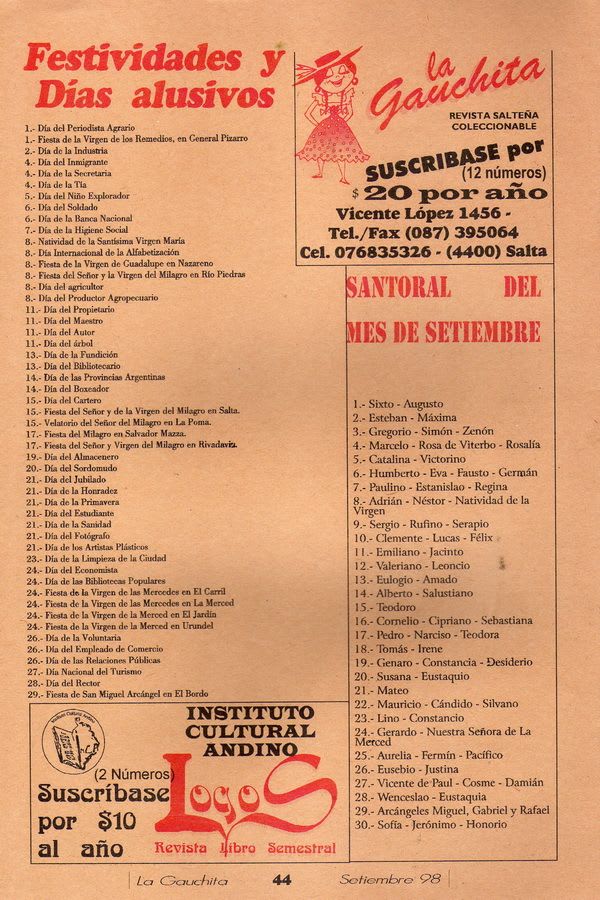 Festividades y
Días alusivos
1.- Día del Periodista Agrario
1.- Fiesta de la Virgen de los Remedios, en General Pizarro
2.- Día de la Industria
4.- Día del Inmigrante
4.- Día de la Secretaria
4.- Día de la Tía
5.- Día del Niño Explorador
6.- Día del Soldado
6.- Día de la Banca Nacional
7.- Día de la Higiene Social
8.- Natividad de la Santísima Virgen María
8.- Día Internacional de la Alfabetización
8.- Fiesta de la Virgen de Guadalupe en Nazareno
8.- Fiesta del Señor y la Virgen del Milagro en Río Piedras
8.- Día del agricultor
8.- Día del Productor Agropecuario
11.- Día del Propietario
11.- Día del Maestro
11.- Día del Autor
11.- Día del árbol
13.- Día de la Fundición
13.- Día del Bibliotecario
14.- Día de las Provincias Argentinas
14.- Día del Boxeador
15.- Día del Cartero
15.- Fiesta del Señor y de la Virgen del Milagro en Salta.
15.- Velatorio del Señor del Milagro en La Poma.
17.- Fiesta del Milagro en Salvador Mazza.
17.- Fiesta del Señor y Virgen del Milagro en Rivadavia.
19.- Día del Almacenero
20.- Día del Sordomudo
21.- Día del Jubilado
21.- Día de la Honradez
21.- Día de la Primavera
21.- Día del Estudiante
21.- Día de la Sanidad
21.- Día del Fotógrafo
21.- Día de los Artistas Plásticos
23.- Día de la Limpieza de la Ciudad
24.- Día del Economista
24.- Día de las Bibliotecas Populares
24.- Fiesta de la Virgen de las Mercedes en El Carril
24.- Fiesta de la Virgen de las Mercedes en La Merced
24.- Fiesta de la Virgen de la Merced en El Jardín
24.- Fiesta de la Virgen de la Merced en Urundel
26.- Día de la Voluntaria
26.- Día del Empleado de Comercio
26.- Día de las Relaciones Públicas
27.- Día Nacional del Turismo
28.- Día del Rector
29.- Fiesta de San Miguel Arcángel en El Bordo
la
Gauchita
REVISTA SALTEÑA
COLECCIONABLE
SUSCRIBASE por
(12 números)
$ 20 por año
Vicente López 1456 -
Tel./Fax (087) 395064
Cel. 076835326 - (4400) Salta
SANTORAL DEL
MES DE SETIEMBRE
1.- Sixto - Augusto
2.- Esteban - Máxima
3.- Gregorio - Simón - Zenón
4.- Marcelo - Rosa de Viterbo - Rosalía
5.- Catalina - Victorino
6.- Humberto - Eva - Fausto - Germán
7.- Paulino - Estanislao - Regina
8.- Adrián - Néstor - Natividad de la
Virgen
9.- Sergio - Rufino - Serapio
10.- Clemente - Lucas - Félix
11.- Emiliano - Jacinto
12.- Valeriano - Leoncio
13.- Eulogio - Amado
14.- Alberto - Salustiano
15.- Teodoro
16.- Cornelio - Cipriano - Sebastiana
17.- Pedro - Narciso - Teodora
18.- Tomás - Irene
19.- Genaro - Constancia - Desiderio
20.- Susana - Eustaquio
21.- Mateo
22.- Mauricio - Cándido - Silvano
23.- Lino - Constancio
24.- Gerardo - Nuestra Señora de La
Merced
25.- Aurelia - Fermín - Pacífico
26.- Eusebio - Justina
27.- Vicente de Paul - Cosme - Damián
28.- Wenceslao - Eustaquia
29.- Arcángeles Miguel, Gabriel y Rafael
30.- Sofía - Jerónimo - Honorio
INSTITUTO
CULTURAL
ANDINO
(2 Números)
Suscríbase
por $10
al año
Logos
Revista Libro Semestral
La Gauchita 44 Setiembre 98